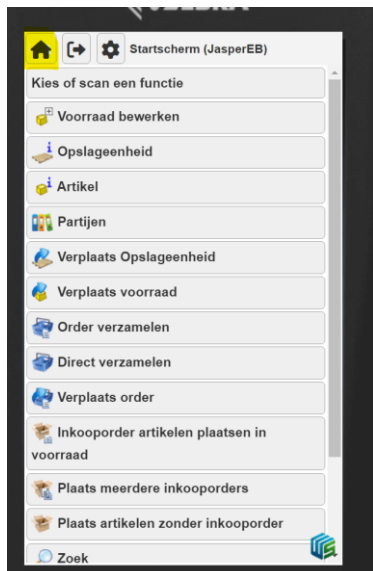 Startscherm (JasperEB)
Kies of scan een functie
Voorraad bewerken
Opslageenheid
Artikel
Partijen
Verplaats Opslageenheid
Verplaats voorraad
Order verzamelen
Direct verzamelen
Verplaats order
Inkooporder artikelen plaatsen in
voorraad
Plaats meerdere inkooporders
Plaats artikelen zonder inkooporder
Zoek